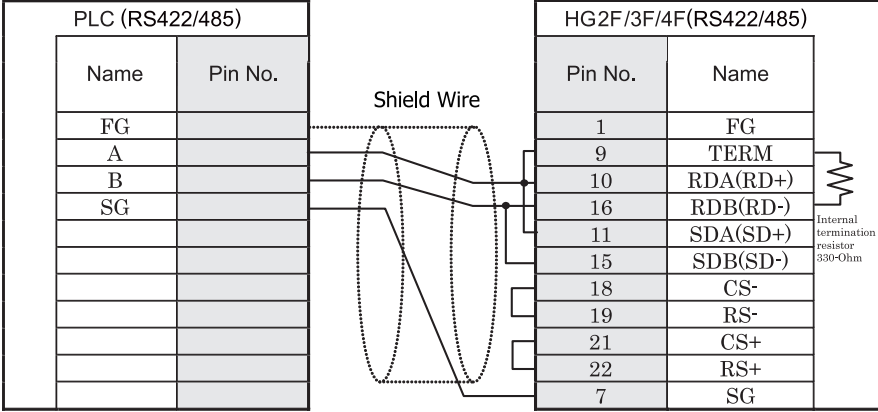 PLC (RS422/485)
Name Pin No.
FG
A
B
SG
Shield Wire
HG2F/3F/4F(RS422/485)
Pin No. Name
1 FG
9 TERM
10 RDA(RD+)
16 RDB(RD-)
11 SDA(SD+)
15 SDB(SD-)
18 CS-
19 RS-
21 CS+
22 RS+
7 SG
Internal
termination
resistor
330-Ohm